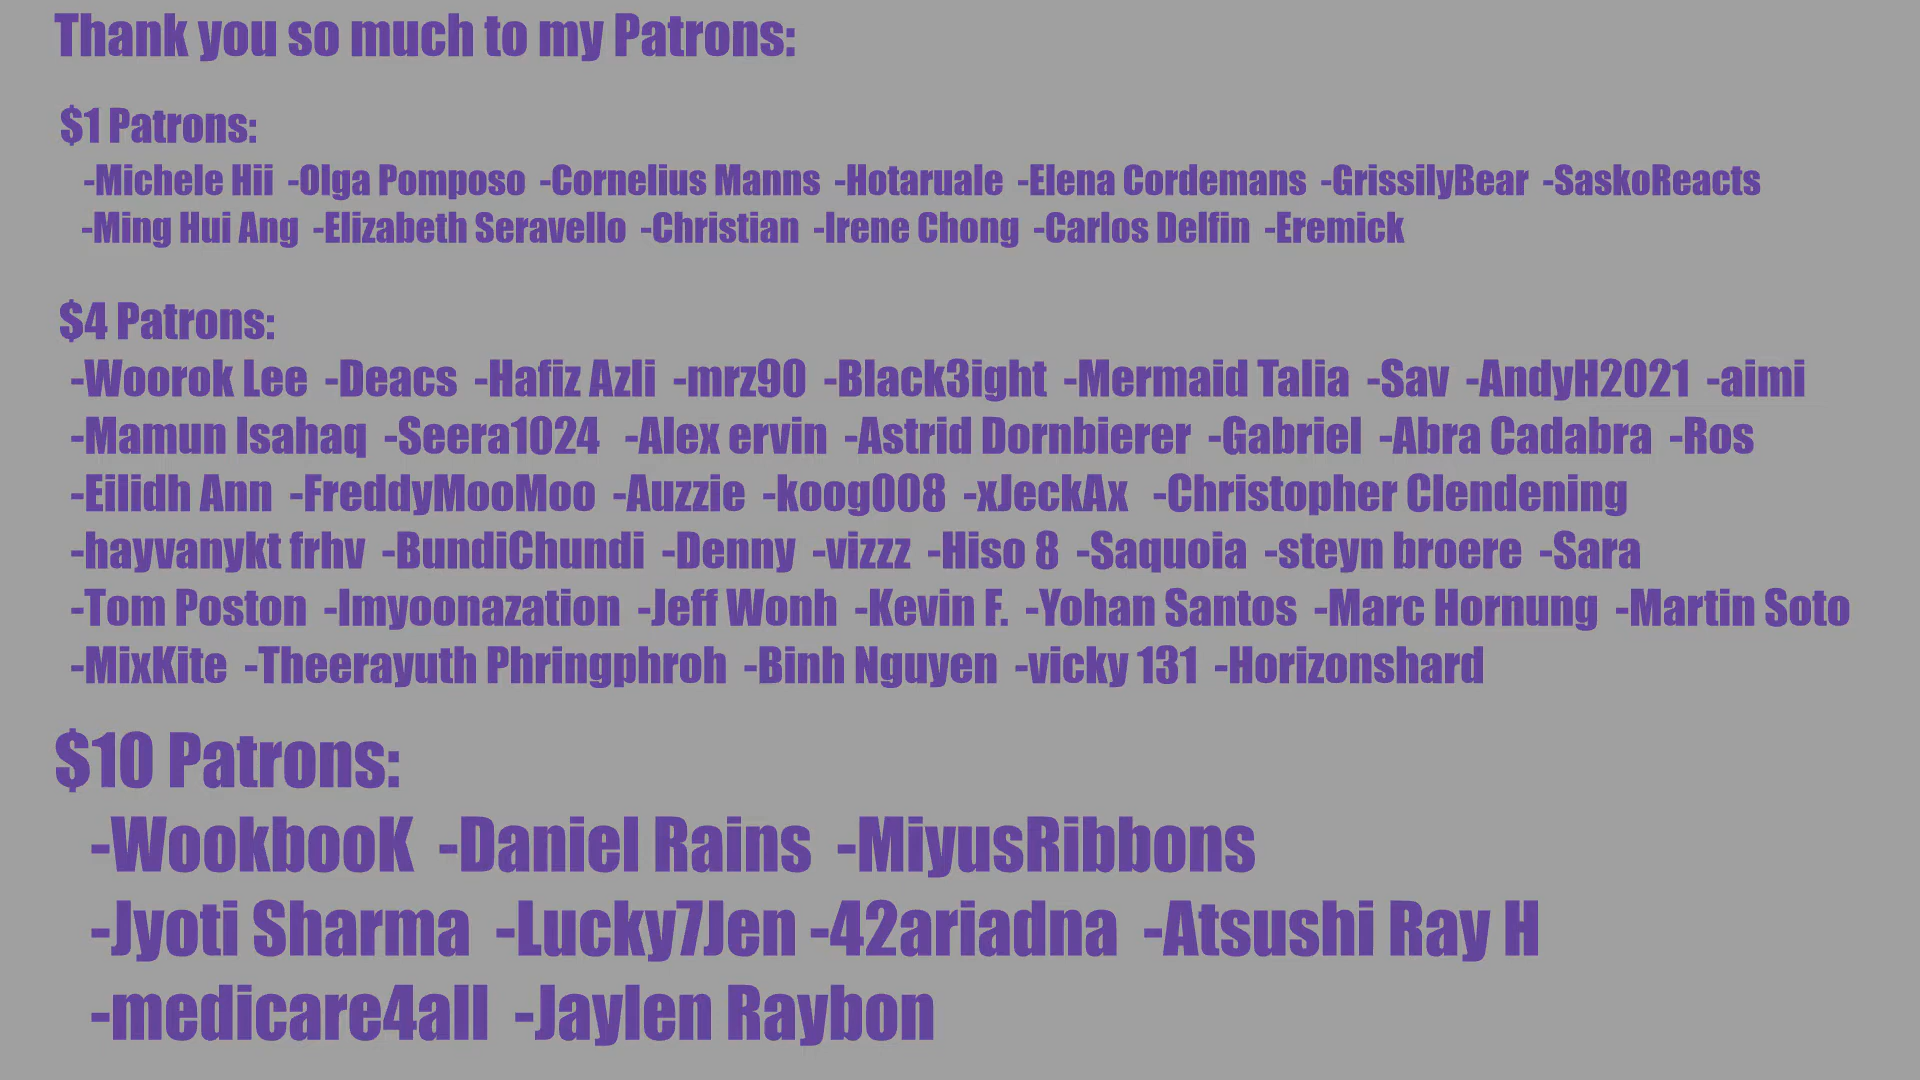 Thank you so much to my Patrons:
$1 Patrons:
-Michele Hii -Olga Pomposo -Cornelius Manns -Hotaruale -Elena Cordemans -GrissilyBear -SaskoReacts
-Ming Hui Ang -Elizabeth Seravello -Christian -Irene Chong -Carlos Delfin -Eremick
$4 Patrons:
-Woorok Lee -Deacs -Hafiz Azli -mrz90 -Black3ight -Mermaid Talia -Sav -AndyH2021 -aimi
-Mamun Isahaq -Seera1024 -Alex ervin -Astrid Dornbierer -Gabriel -Abra Cadabra -Ros
-Eilidh Ann -FreddyMooMoo -Auzzie -koog008 -xJeckAx -Christopher Clendening
-hayvanykt frhv -BundiChundi -Denny -vizzz -Hiso 8 -Saquoia -steyn broere -Sara
-Tom Poston -Imyoonazation -Jeff Wonh -Kevin F. -Yohan Santos -Marc Hornung -Martin Soto
-MixKite -Theerayuth Phringphroh -Binh Nguyen -vicky 131 -Horizonshard
$10 Patrons:
-WookbooK -Daniel Rains -MiyusRibbons
-Jyoti Sharma -Lucky7Jen -42ariadna -Atsushi Ray H
-medicare4all -Jaylen Raybon